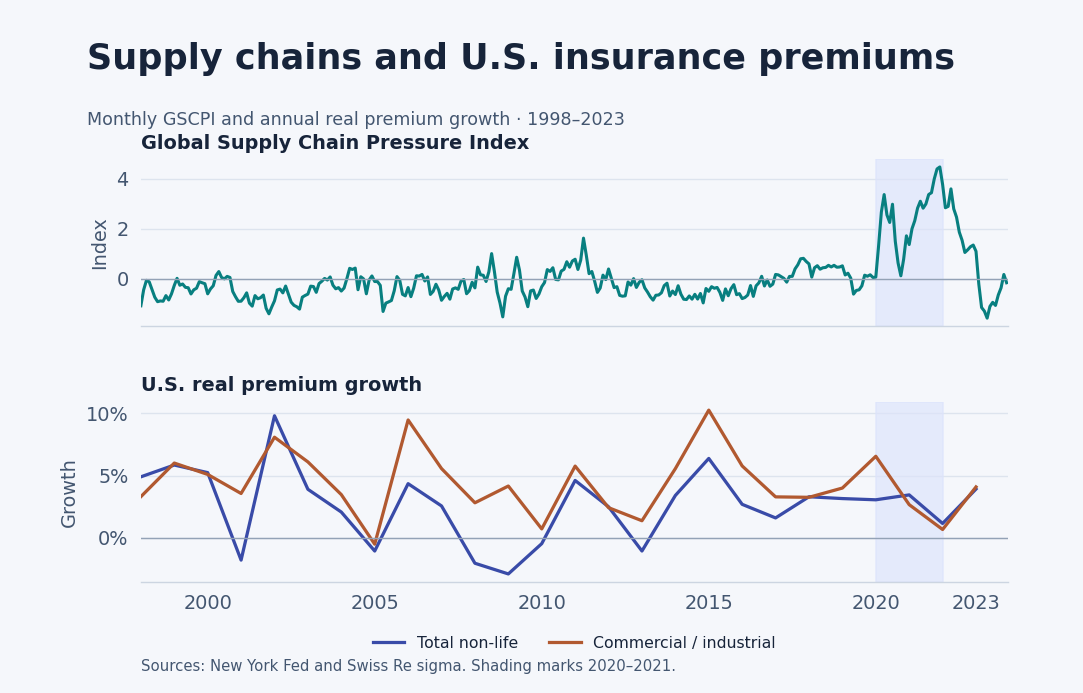 Supply chains and U.S. insurance premiums
Monthly GSCPI and annual real premium growth · 1998–2023
Global Supply Chain Pressure Index
4
2
0
Index
U.S. real premium growth
10%
5%
0%
Growth
2000 2005 2010 2015 2020 2023
Total non-life Commercial / industrial
Sources: New York Fed and Swiss Re sigma. Shading marks 2020–2021.